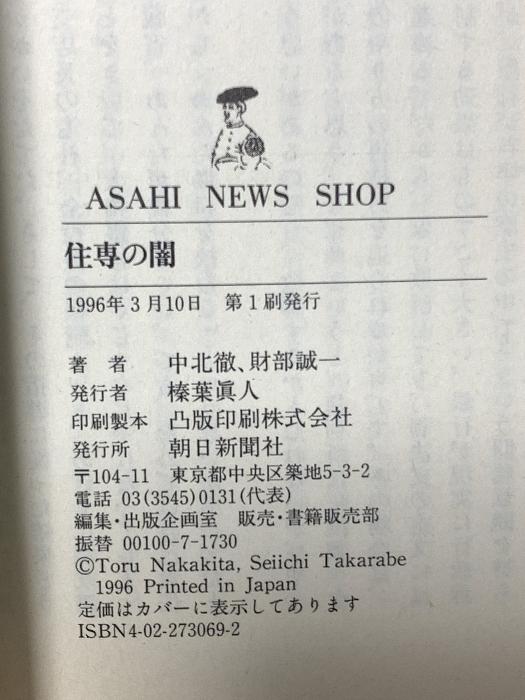 ASAHI NEWS SHOP
住専の闇
1996年3月10日　第1刷発行
著　者　中北徹、財部誠一
発行者　榛葉眞人
印刷製本　凸版印刷株式会社
発行所　朝日新聞社
〒104-11　東京都中央区築地5-3-2
電話 03(3545)0131(代表)
編集・出版企画室　販売・書籍販売部
振替 00100-7-1730
©Toru Nakakita, Seiichi Takarabe
1996 Printed in Japan
定価はカバーに表示してあります
ISBN4-02-273069-2